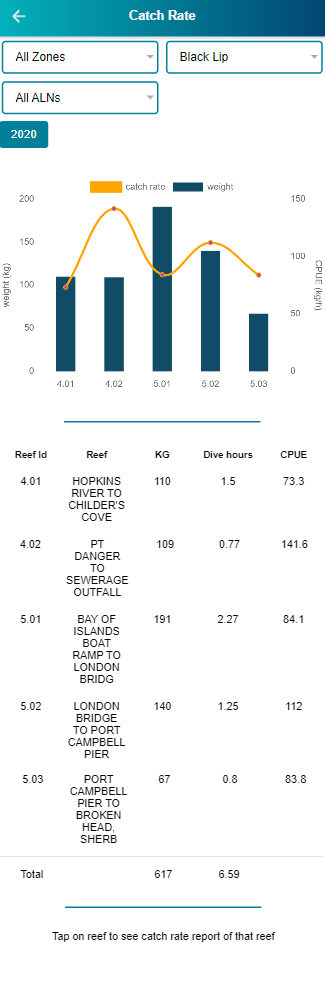 Catch Rate
All Zones
Black Lip
All ALNs
2020
catch rate
weight
200
150
100
50
0
weight (kg)
150
100
50
0
CPUE (kg/h)
4.01 4.02 5.01 5.02 5.03
Reef Id Reef KG Dive hours CPUE
4.01 HOPKINS 110 1.5 73.3
RIVER TO
CHILDER'S
COVE
4.02 PT 109 0.77 141.6
DANGER
TO
SEWERAGE
OUTFALL
5.01 BAY OF 191 2.27 84.1
ISLANDS
BOAT
RAMP TO
LONDON
BRIDG
5.02 LONDON 140 1.25 112
BRIDGE
TO PORT
CAMPBELL
PIER
5.03 PORT 67 0.8 83.8
CAMPBELL
PIER TO
BROKEN
HEAD,
SHERB
Total 617 6.59
Tap on reef to see catch rate report of that reef